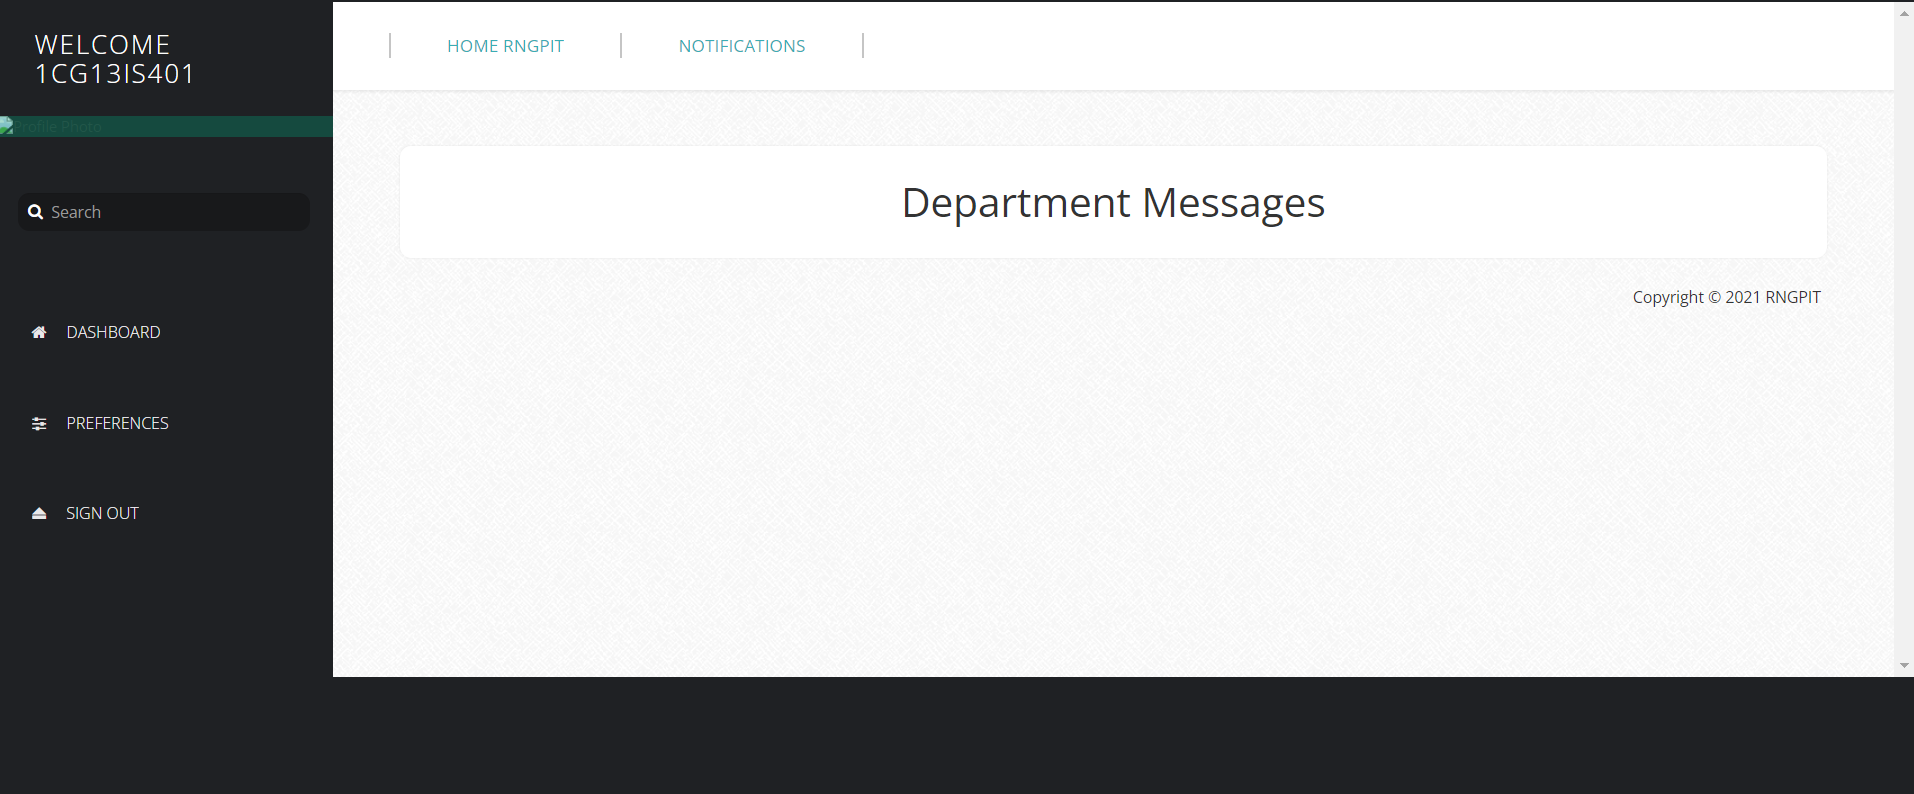 WELCOME
1CG13IS401
Profile Photo
Search
DASHBOARD
PREFERENCES
SIGN OUT
HOME RNGPIT
NOTIFICATIONS
Department Messages
Copyright © 2021 RNGPIT